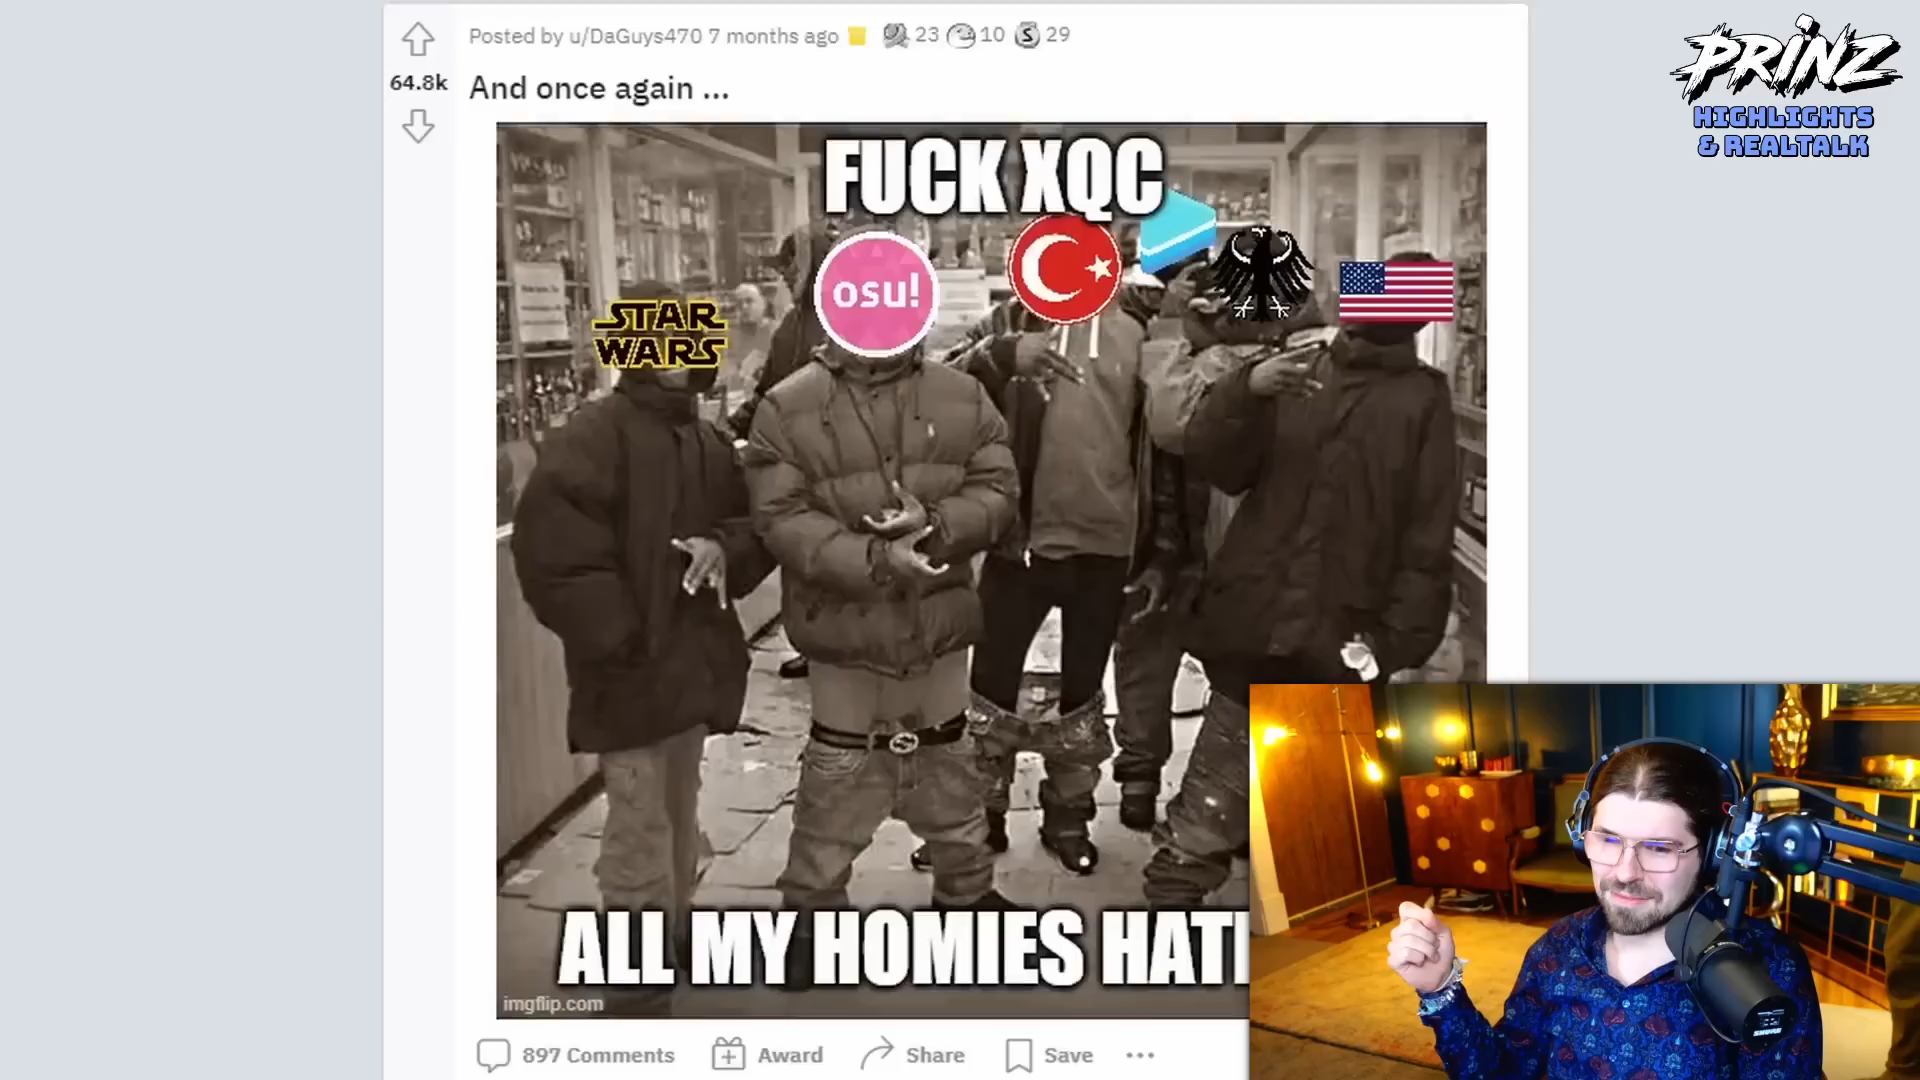 Posted by u/DaGuys470 7 months ago 23 10 29
64.8k
And once again ...
FUCK XQC
osu!
STAR
WARS
ALL MY HOMIES HAT
imgflip.com
897 Comments Award Share Save
PRINZ
HIGHLIGHTS
& REALTALK
SHURE